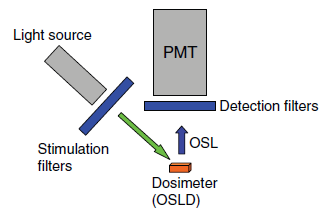 Light source
PMT
Detection filters
OSL
Stimulation
filters
Dosimeter
(OSLD)